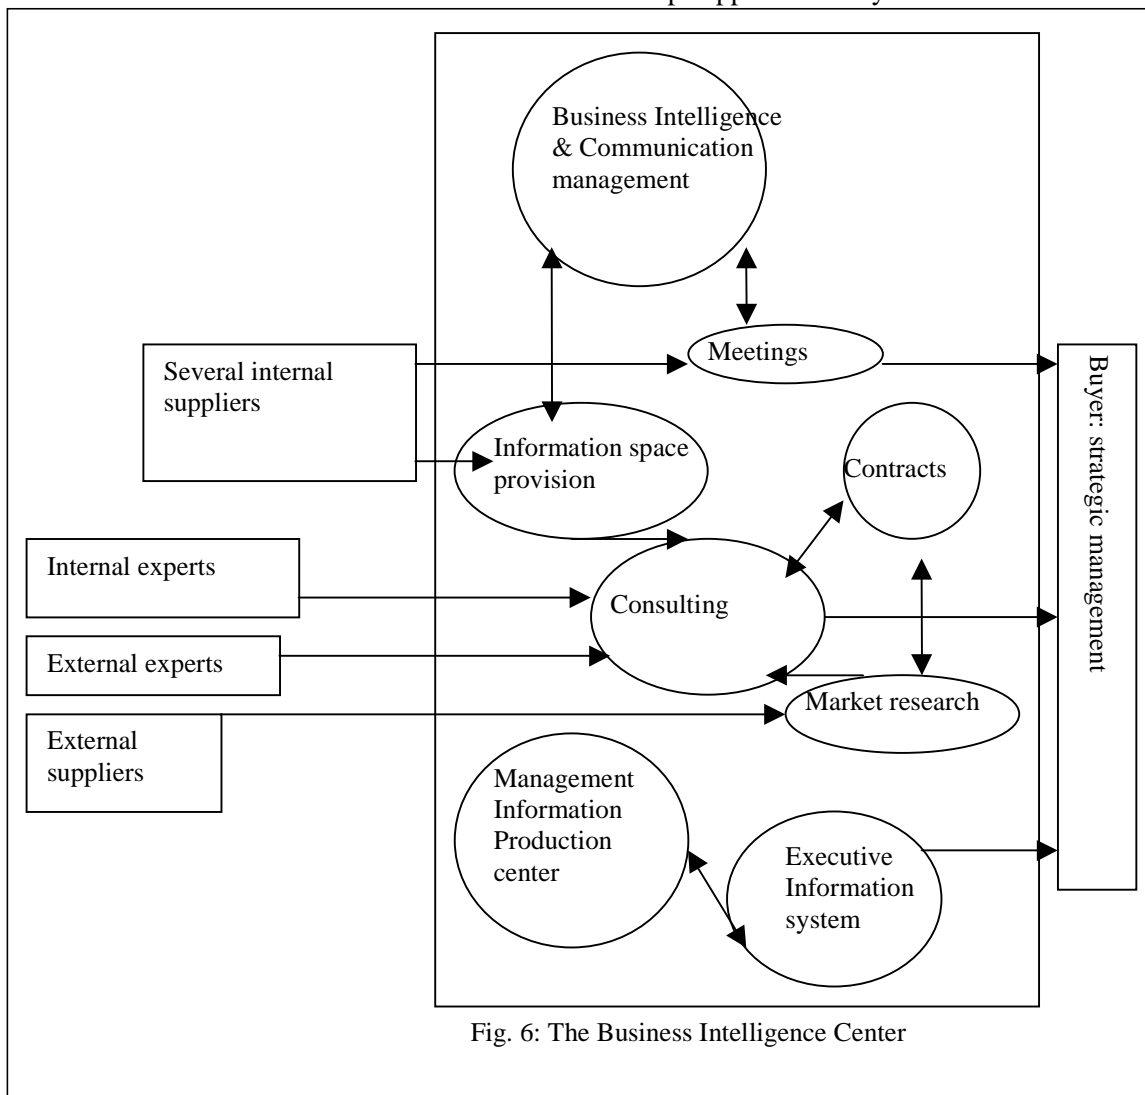 Business Intelligence
& Communication
management
Meetings
Several internal
suppliers
Information space
provision
Contracts
Buyer: strategic management
Internal experts
Consulting
External experts
Market research
External
suppliers
Management
Information
Production
center
Executive
Information
system
Fig. 6: The Business Intelligence Center